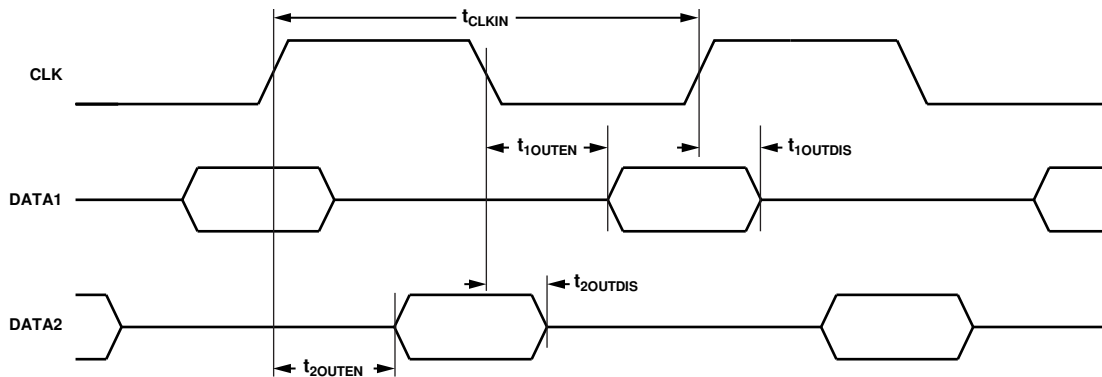 tCLKIN
CLK
t1OUTEN
t1OUTDIS
DATA1
t2OUTDIS
DATA2
t2OUTEN